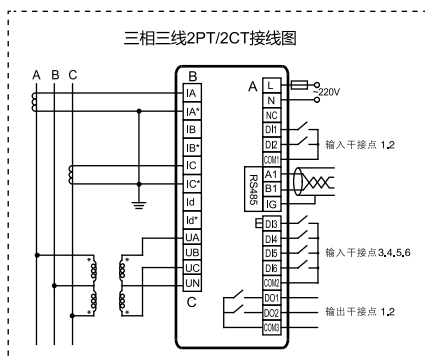 三相三线2PT/2CT接线图
A B C
B
IA
IA*
IB
IB*
IC
IC*
Id
Id*
UA
UB
UC
UN
C
A
L
N
NC
DI1
DI2
COM1
A1
B1
IG
RS485
DI3
DI4
DI5
DI6
COM2
DO1
DO2
COM3
~220V
输入干接点 1.2
输入干接点3.4.5.6
输出干接点 1.2